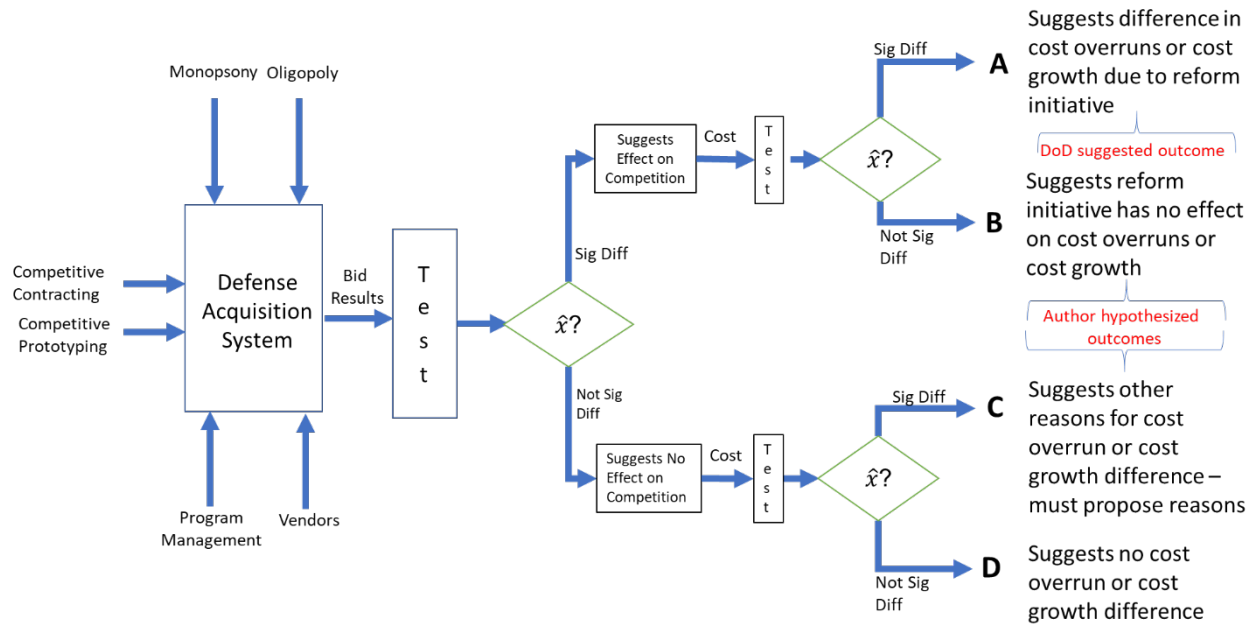 Monopsony
Oligopoly
Competitive
Contracting
Competitive
Prototyping
Defense
Acquisition
System
Program
Management
Vendors
Bid
Results
T
e
s
t
x̂?
Sig Diff
Not Sig
Diff
Suggests
Effect on
Competition
Cost
T
e
s
t
x̂?
Sig Diff
Not Sig
Diff
Suggests No
Effect on
Competition
Cost
T
e
s
t
x̂?
Sig Diff
Not Sig
Diff
A
Suggests difference in
cost overruns or cost
growth due to reform
initiative
DoD suggested outcome
B
Suggests reform
initiative has no effect
on cost overruns or
cost growth
Author hypothesized
outcomes
C
Suggests other
reasons for cost
overrun or cost
growth difference –
must propose reasons
D
Suggests no cost
overrun or cost
growth difference